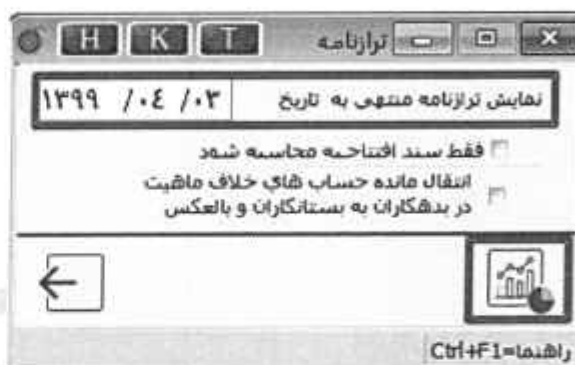 ترازنامه H K T
نمایش ترازنامه منتهی به تاریخ ۱۳۹۹ /۰٤ /۰۳
فقط سند افتتاحیه محاسبه شود
انتقال مانده حساب های خلاف ماهیت
در بدهکاران به بستانکاران و بالعکس
راهنما=Ctrl+F1